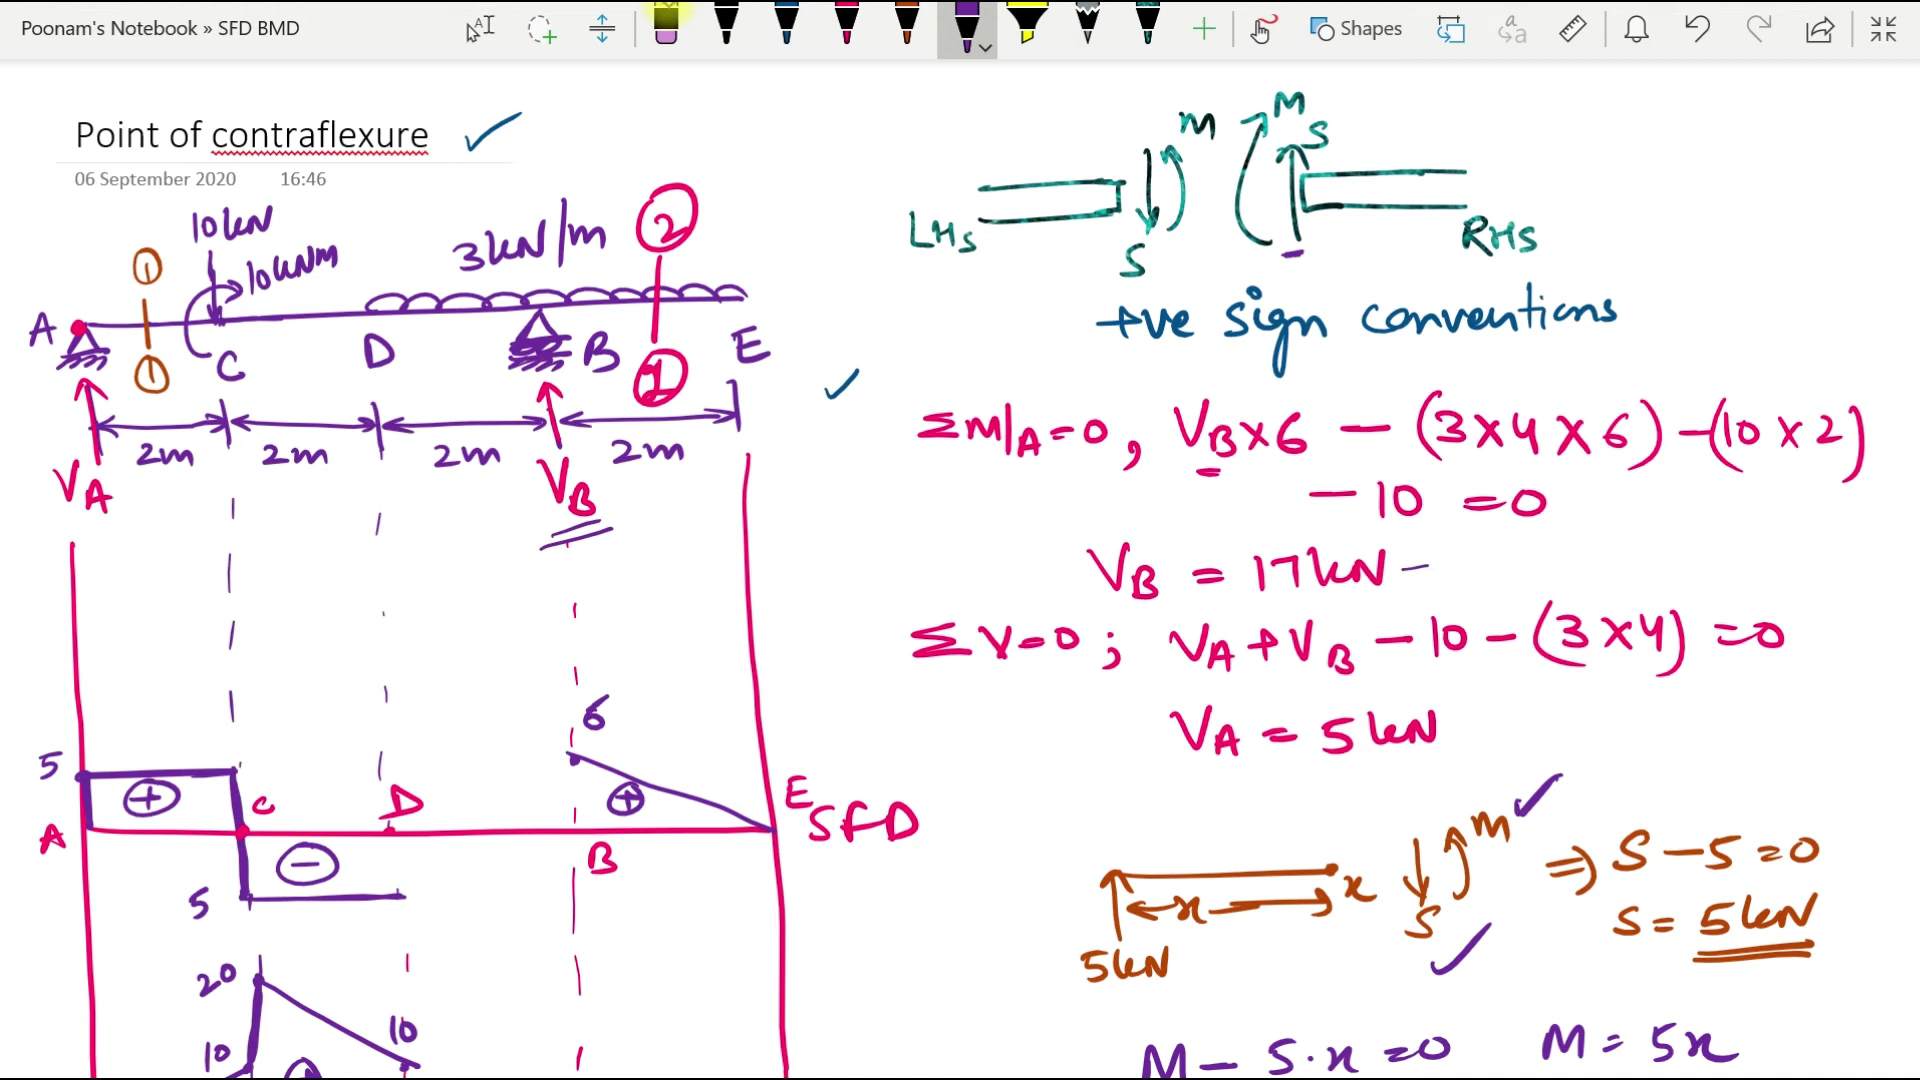 Poonam's Notebook » SFD BMD
Shapes
Point of contraflexure
06 September 2020 16:46
10kN
10kNm
3kN/m
1
1
2
A
C
D
B
E
2m
2m
2m
2m
VA
VB
LHS
S
M
M
S
RHS
+ve sign conventions
ΣM|A=0, VB×6 - (3×4×6) - (10×2)
- 10 = 0
VB = 17kN
ΣV=0; VA+VB - 10 - (3×4) = 0
VA = 5kN
5
6
A
C
D
B
E
SFD
+
+
−
5
20
10
10
5kN
x
x
S
M
⇒ S - 5 = 0
S = 5kN
M - 5·x = 0 M = 5x